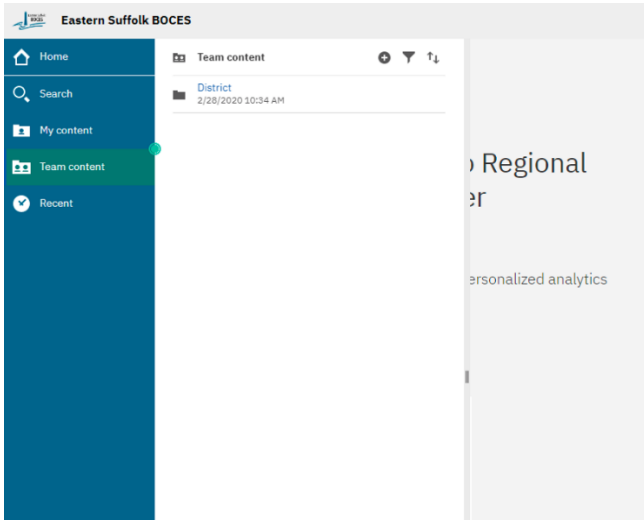 Eastern Suffolk BOCES
Home
Search
My content
Team content
Recent
Team content
District
2/28/2020 10:34 AM
Regional
er
ersonalized analytics